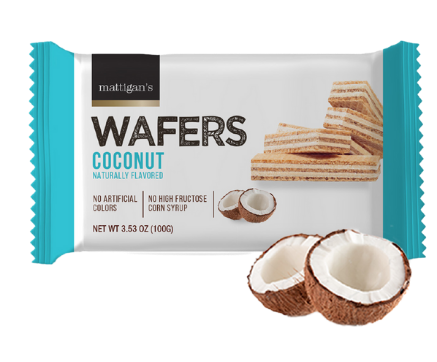 mattigan's
WAFERS
COCONUT
NATURALLY FLAVORED
NO ARTIFICIAL
COLORS
NO HIGH FRUCTOSE
CORN SYRUP
NET WT 3.53 OZ (100G)